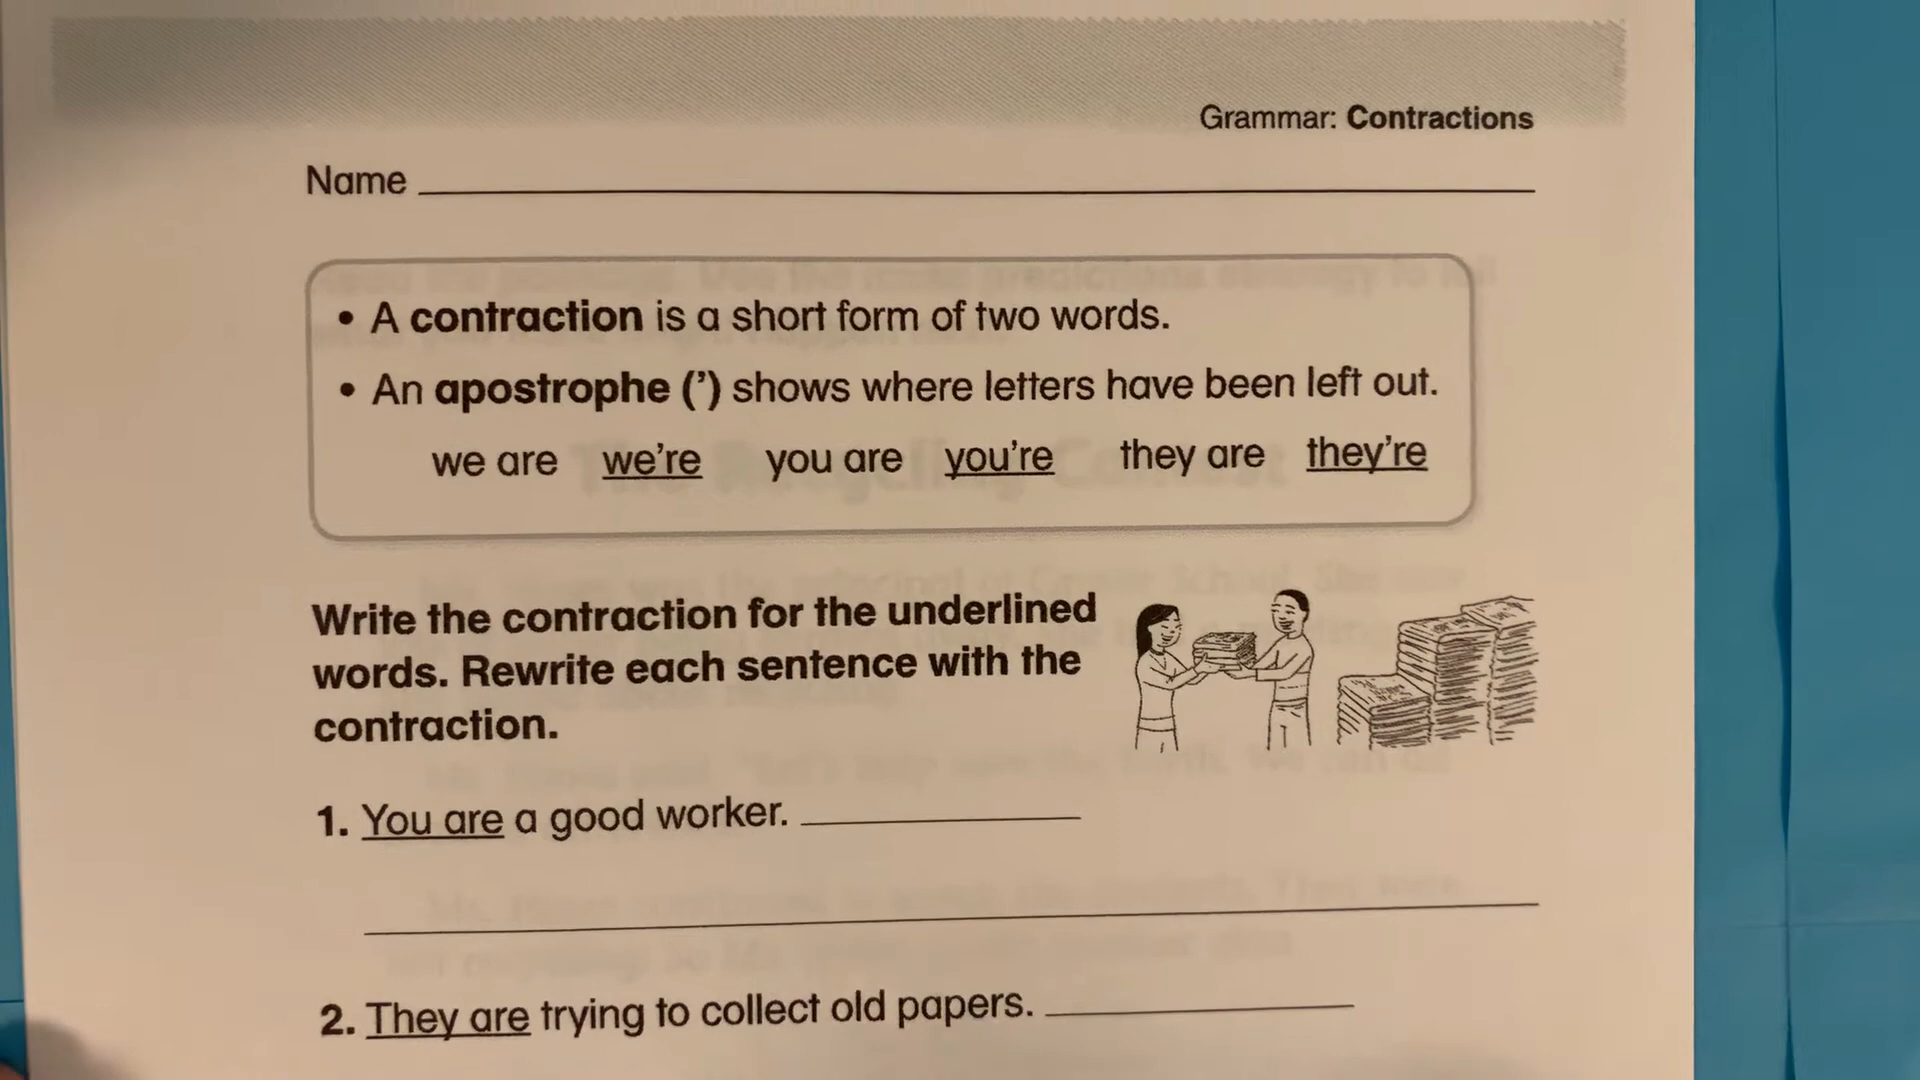 Grammar: Contractions
Name
• A contraction is a short form of two words.
• An apostrophe (’) shows where letters have been left out.
we are we’re you are you’re they are they’re
Write the contraction for the underlined
words. Rewrite each sentence with the
contraction.
1. You are a good worker.
2. They are trying to collect old papers.